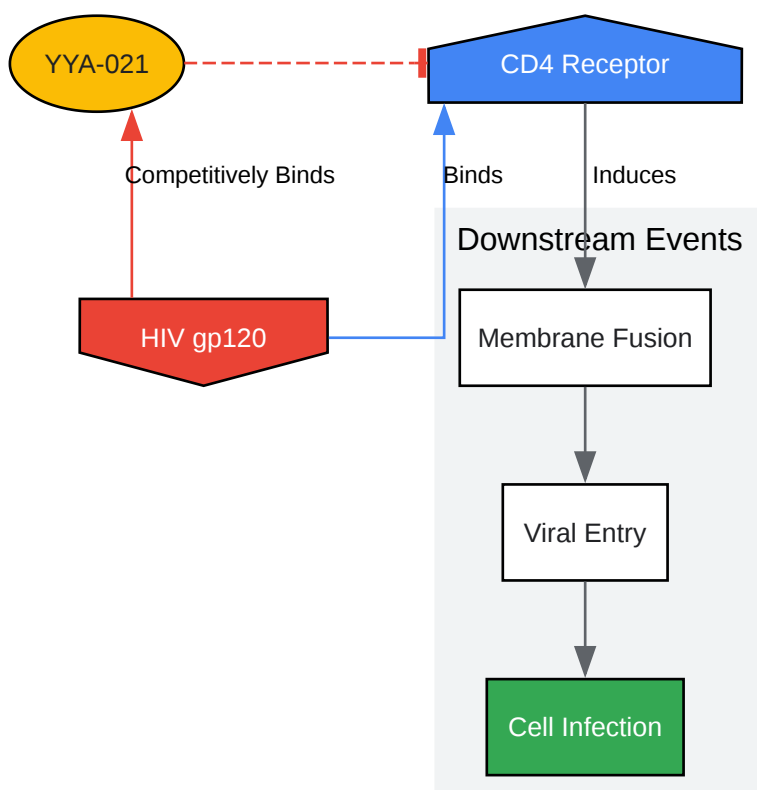 YYA-021
CD4 Receptor
Competitively Binds
Binds
Induces
Downstream Events
HIV gp120
Membrane Fusion
Viral Entry
Cell Infection